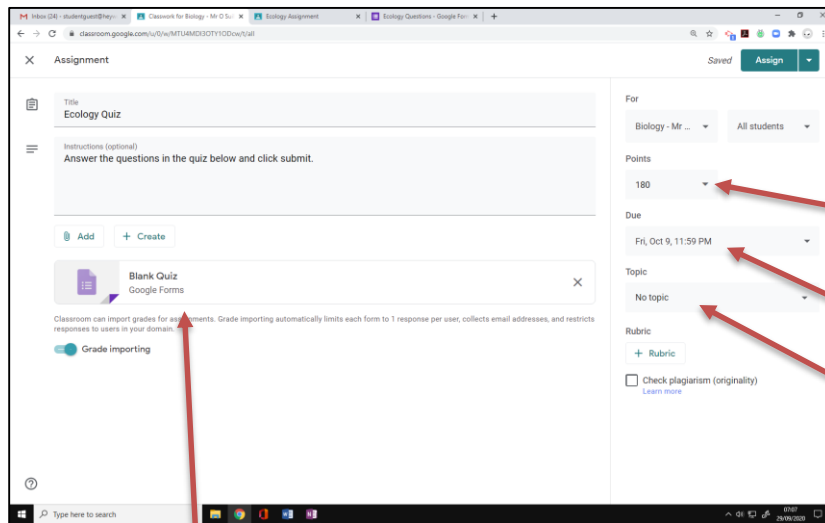 Inbox (24) - studentguest@hey
Classwork for Biology - Mr O Su
Ecology Assignment
Ecology Questions - Google For
classroom.google.com/u/0/w/MTU4MDI3OTY1ODcw/t/all
Assignment
Saved
Assign
Title
Ecology Quiz
Instructions (optional)
Answer the questions in the quiz below and click submit.
Add
+ Create
Blank Quiz
Google Forms
Classroom can import grades for assignments. Grade importing automatically limits each form to 1 response per user, collects email addresses, and restricts
responses to users in your domain.
Grade importing
For
Biology - Mr ...
All students
Points
180
Due
Fri, Oct 9, 11:59 PM
Topic
No topic
Rubric
+ Rubric
Check plagiarism (originality)
Learn more
Type here to search
07:07
29/09/2020